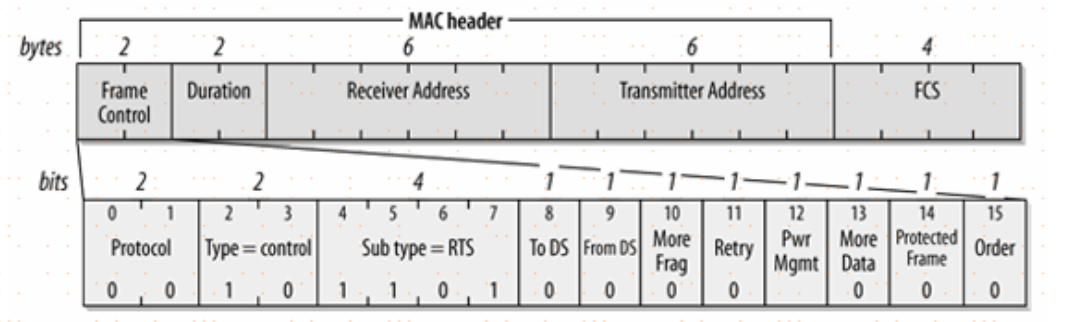 MAC header
bytes 2 2 6 6 4
Frame Control Duration Receiver Address Transmitter Address FCS
bits 2 2 4 1 1 1 1 1 1 1 1
0 1 2 3 4 5 6 7 8 9 10 11 12 13 14 15
Protocol Type = control Sub type = RTS To DS From DS More Frag Retry Pwr Mgmt More Data Protected Frame Order
0 0 1 0 1 1 0 1 0 0 0 0 0 0 0